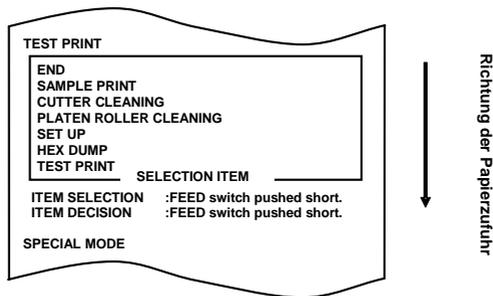 TEST PRINT
END
SAMPLE PRINT
CUTTER CLEANING
PLATEN ROLLER CLEANING
SET UP
HEX DUMP
TEST PRINT
SELECTION ITEM
ITEM SELECTION :FEED switch pushed short.
ITEM DECISION :FEED switch pushed short.
SPECIAL MODE
Richtung der Papierzufuhr